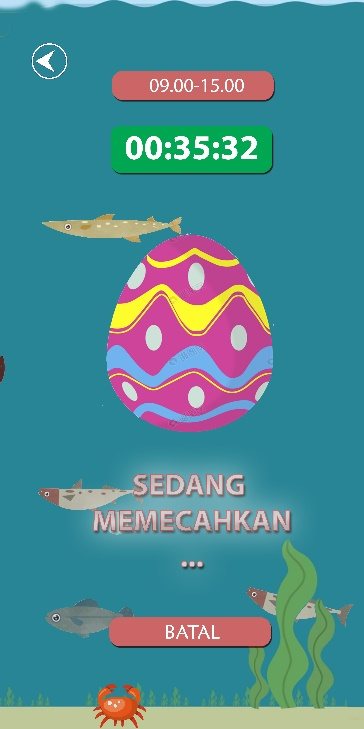 09.00-15.00
00:35:32
SEDANG
MEMECAHKAN
...
BATAL